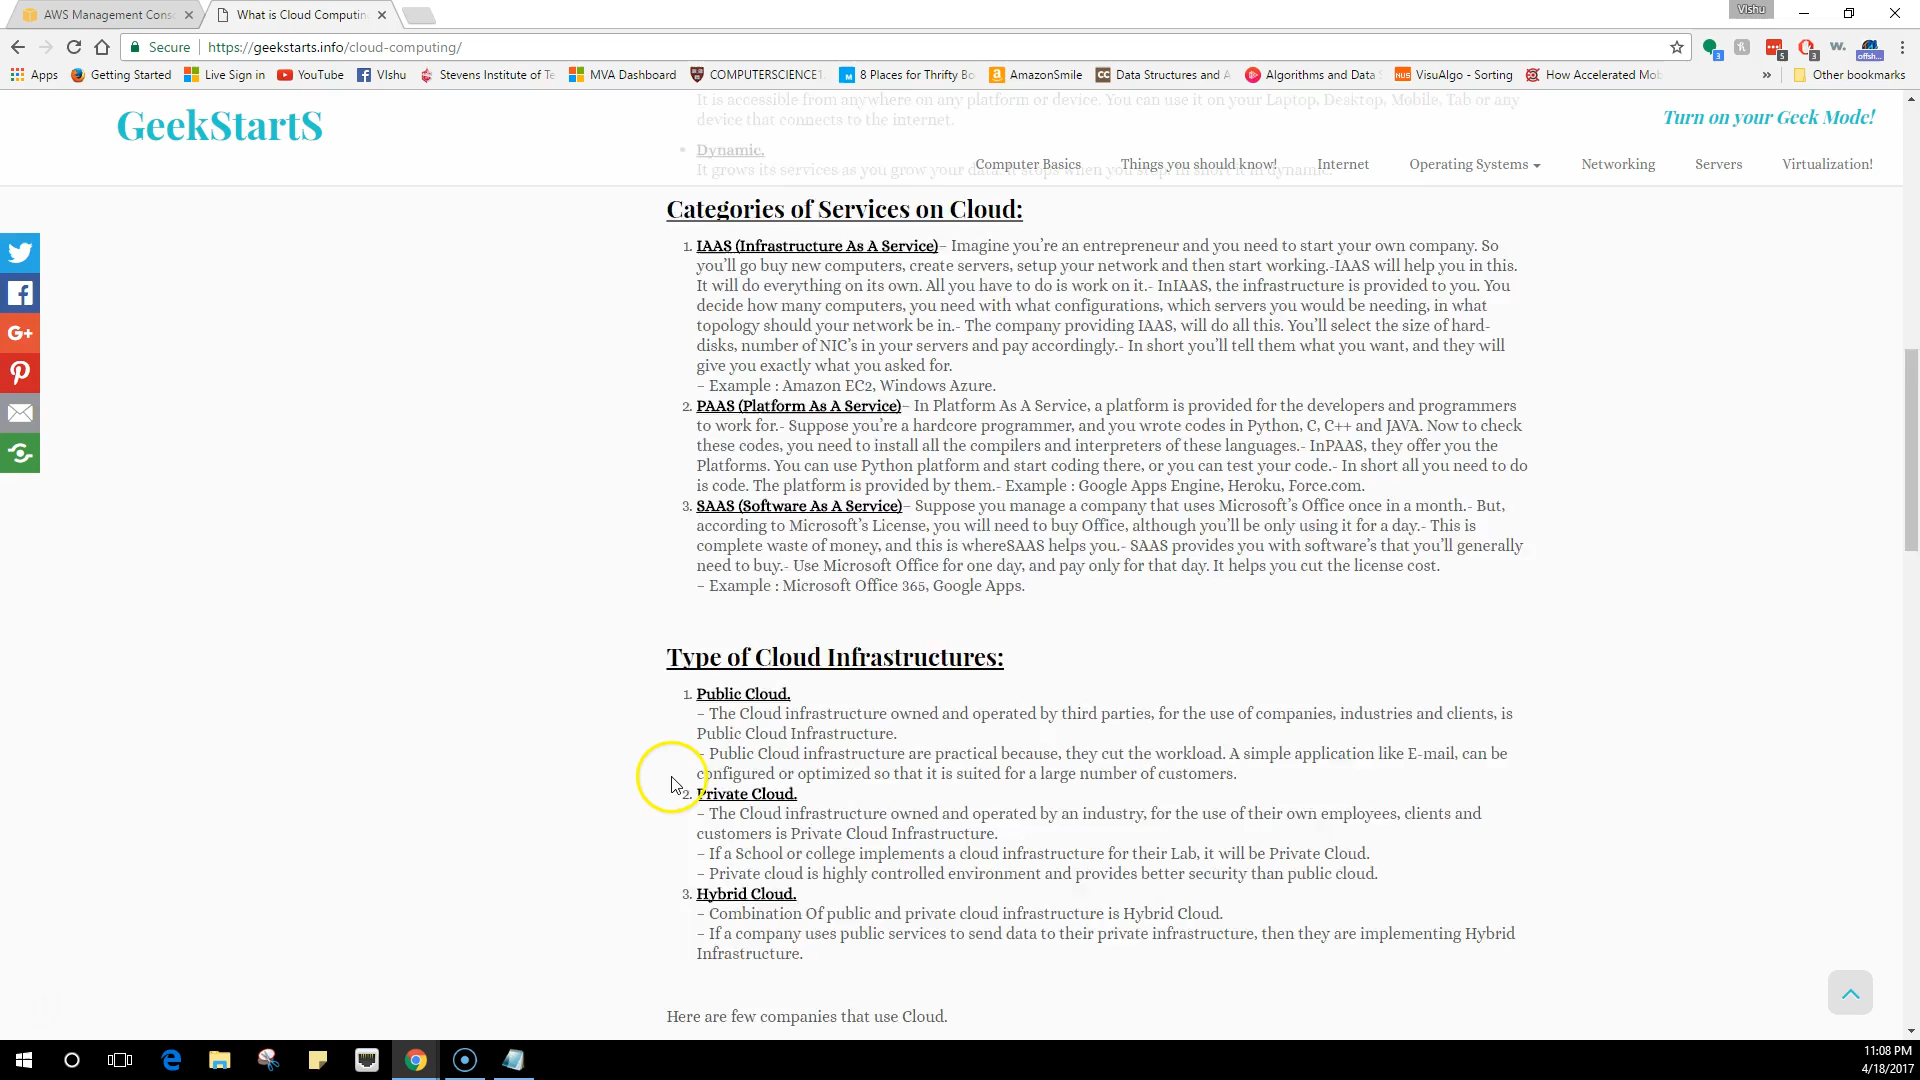 AWS Management Cons
What is Cloud Computin
Vishu
Secure
https://geekstarts.info/cloud-computing/
3
5
3
W.
offsh..
Apps
Getting Started
Live Sign in
YouTube
VIshu
Stevens Institute of Te
MVA Dashboard
COMPUTERSCIENCE1
8 Places for Thrifty Bo
AmazonSmile
Data Structures and A
Algorithms and Data S
VisuAlgo - Sorting
How Accelerated Mob
»
Other bookmarks
It is accessible from anywhere on any platform or device. You can use it on your Laptop, Desktop, Mobile, Tab or any
device that connects to the internet.
GeekStartS
Turn on your Geek Mode!
Dynamic.
It grows its services as you grow your data. It stops when you stop. In short it in dynamic.
Computer Basics
Things you should know!
Internet
Operating Systems
Networking
Servers
Virtualization!
Categories of Services on Cloud:
1. IAAS (Infrastructure As A Service)– Imagine you’re an entrepreneur and you need to start your own company. So
you’ll go buy new computers, create servers, setup your network and then start working.-IAAS will help you in this.
It will do everything on its own. All you have to do is work on it.- InIAAS, the infrastructure is provided to you. You
decide how many computers, you need with what configurations, which servers you would be needing, in what
topology should your network be in.- The company providing IAAS, will do all this. You’ll select the size of hard-
disks, number of NIC’s in your servers and pay accordingly.- In short you’ll tell them what you want, and they will
give you exactly what you asked for.
– Example : Amazon EC2, Windows Azure.
2. PAAS (Platform As A Service)– In Platform As A Service, a platform is provided for the developers and programmers
to work for.- Suppose you’re a hardcore programmer, and you wrote codes in Python, C, C++ and JAVA. Now to check
these codes, you need to install all the compilers and interpreters of these languages.- InPAAS, they offer you the
Platforms. You can use Python platform and start coding there, or you can test your code.- In short all you need to do
is code. The platform is provided by them.- Example : Google Apps Engine, Heroku, Force.com.
3. SAAS (Software As A Service)– Suppose you manage a company that uses Microsoft’s Office once in a month.- But,
according to Microsoft’s License, you will need to buy Office, although you’ll be only using it for a day.- This is
complete waste of money, and this is whereSAAS helps you.- SAAS provides you with software’s that you’ll generally
need to buy.- Use Microsoft Office for one day, and pay only for that day. It helps you cut the license cost.
– Example : Microsoft Office 365, Google Apps.
Type of Cloud Infrastructures:
1. Public Cloud.
– The Cloud infrastructure owned and operated by third parties, for the use of companies, industries and clients, is
Public Cloud Infrastructure.
– Public Cloud infrastructure are practical because, they cut the workload. A simple application like E-mail, can be
configured or optimized so that it is suited for a large number of customers.
2. Private Cloud.
– The Cloud infrastructure owned and operated by an industry, for the use of their own employees, clients and
customers is Private Cloud Infrastructure.
– If a School or college implements a cloud infrastructure for their Lab, it will be Private Cloud.
– Private cloud is highly controlled environment and provides better security than public cloud.
3. Hybrid Cloud.
– Combination Of public and private cloud infrastructure is Hybrid Cloud.
– If a company uses public services to send data to their private infrastructure, then they are implementing Hybrid
Infrastructure.
Here are few companies that use Cloud.
11:08 PM
4/18/2017